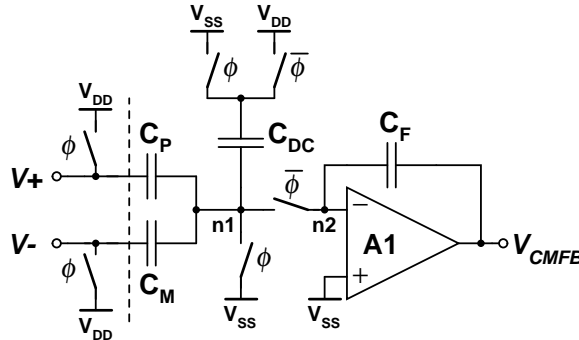 VSS VDD
ϕ ϕ̅
VDD
ϕ CP CDC CF
V+
n1 ϕ̅ n2 − A1 VCMFB
V-
ϕ CM ϕ +
VDD VSS VSS